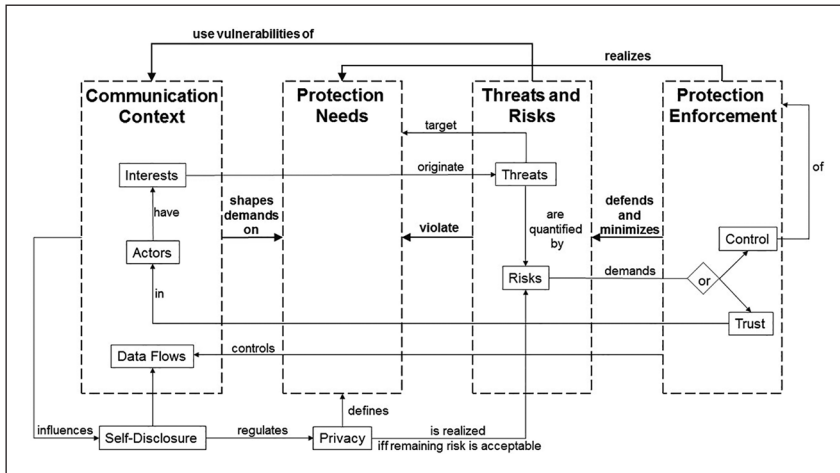 use vulnerabilities of
realizes
Communication
Context
Protection
Needs
Threats and
Risks
Protection
Enforcement
target
of
Interests
originate
Threats
have
shapes
demands
on
violate
are
quantified
by
defends and
minimizes
Control
Actors
Risks
demands
or
in
Trust
Data Flows
controls
defines
influences
Self-Disclosure
regulates
Privacy
is realized
iff remaining risk is acceptable